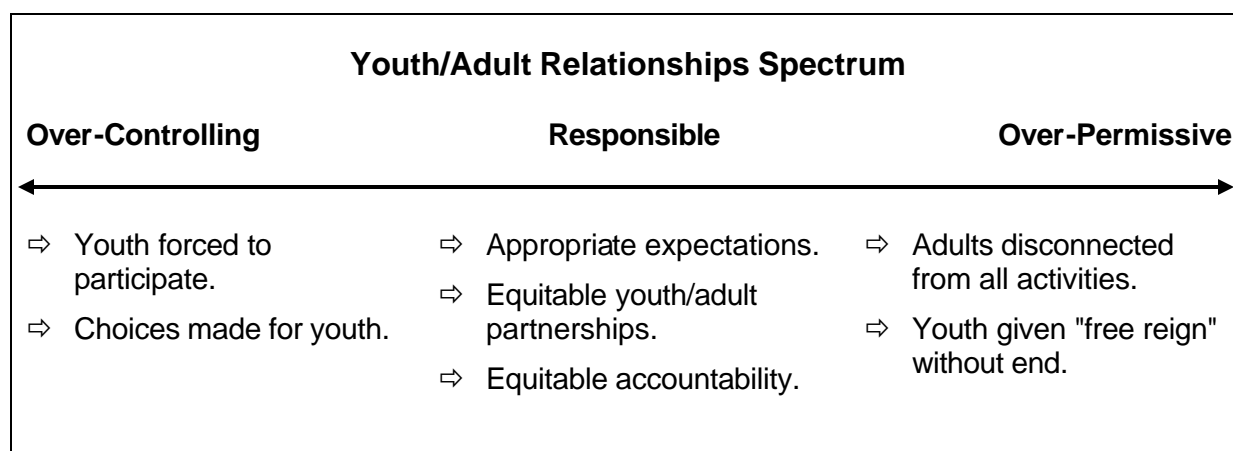 Youth/Adult Relationships Spectrum
Over-Controlling Responsible Over-Permissive
⇨ Youth forced to
participate.
⇨ Choices made for youth.
⇨ Appropriate expectations.
⇨ Equitable youth/adult
partnerships.
⇨ Equitable accountability.
⇨ Adults disconnected
from all activities.
⇨ Youth given "free reign"
without end.